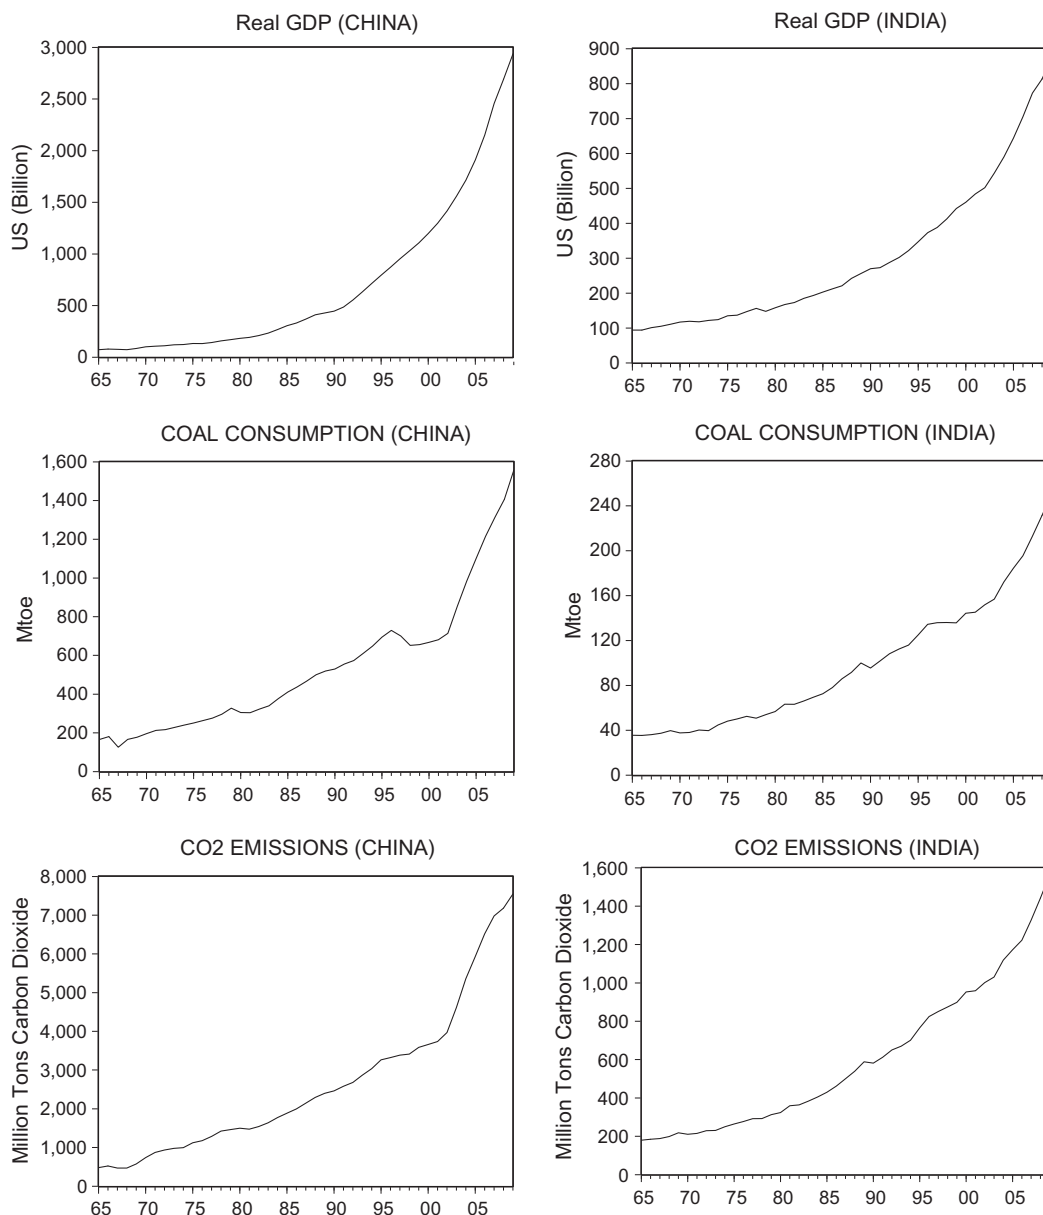 Real GDP (CHINA)
US (Billion)
3,000
2,500
2,000
1,500
1,000
500
0
65 70 75 80 85 90 95 00 05
Real GDP (INDIA)
US (Billion)
900
800
700
600
500
400
300
200
100
0
65 70 75 80 85 90 95 00 05
COAL CONSUMPTION (CHINA)
Mtoe
1,600
1,400
1,200
1,000
800
600
400
200
0
65 70 75 80 85 90 95 00 05
COAL CONSUMPTION (INDIA)
Mtoe
280
240
200
160
120
80
40
0
65 70 75 80 85 90 95 00 05
CO2 EMISSIONS (CHINA)
Million Tons Carbon Dioxide
8,000
7,000
6,000
5,000
4,000
3,000
2,000
1,000
0
65 70 75 80 85 90 95 00 05
CO2 EMISSIONS (INDIA)
Million Tons Carbon Dioxide
1,600
1,400
1,200
1,000
800
600
400
200
0
65 70 75 80 85 90 95 00 05